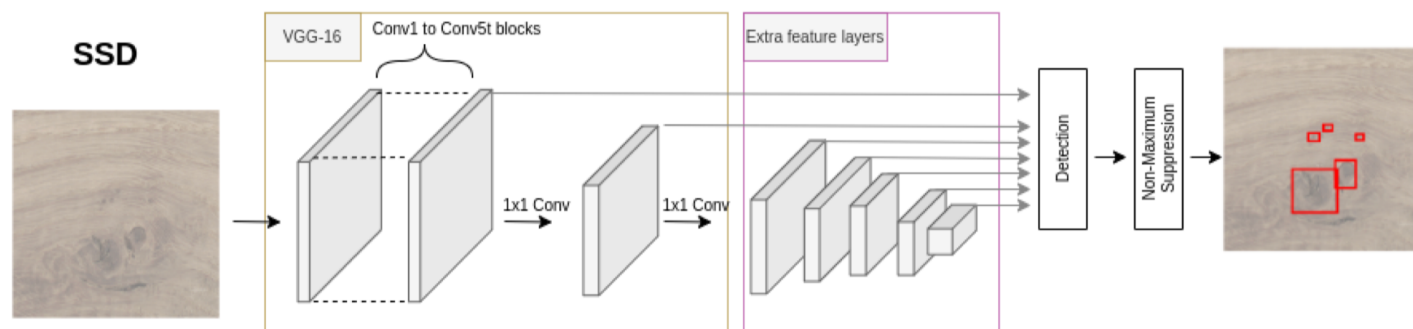 SSD
VGG-16
Conv1 to Conv5t blocks
1x1 Conv
1x1 Conv
Extra feature layers
Detection
Non-Maximum
Suppression